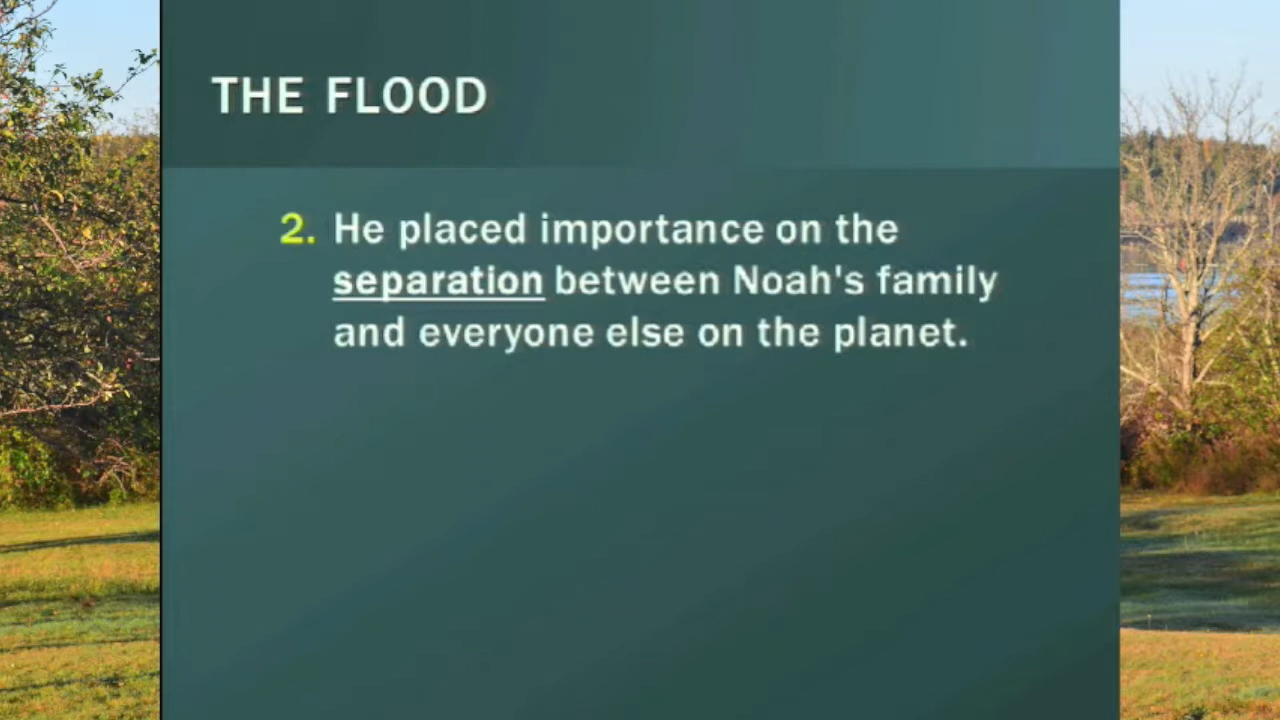 THE FLOOD
2. He placed importance on the
separation between Noah's family
and everyone else on the planet.